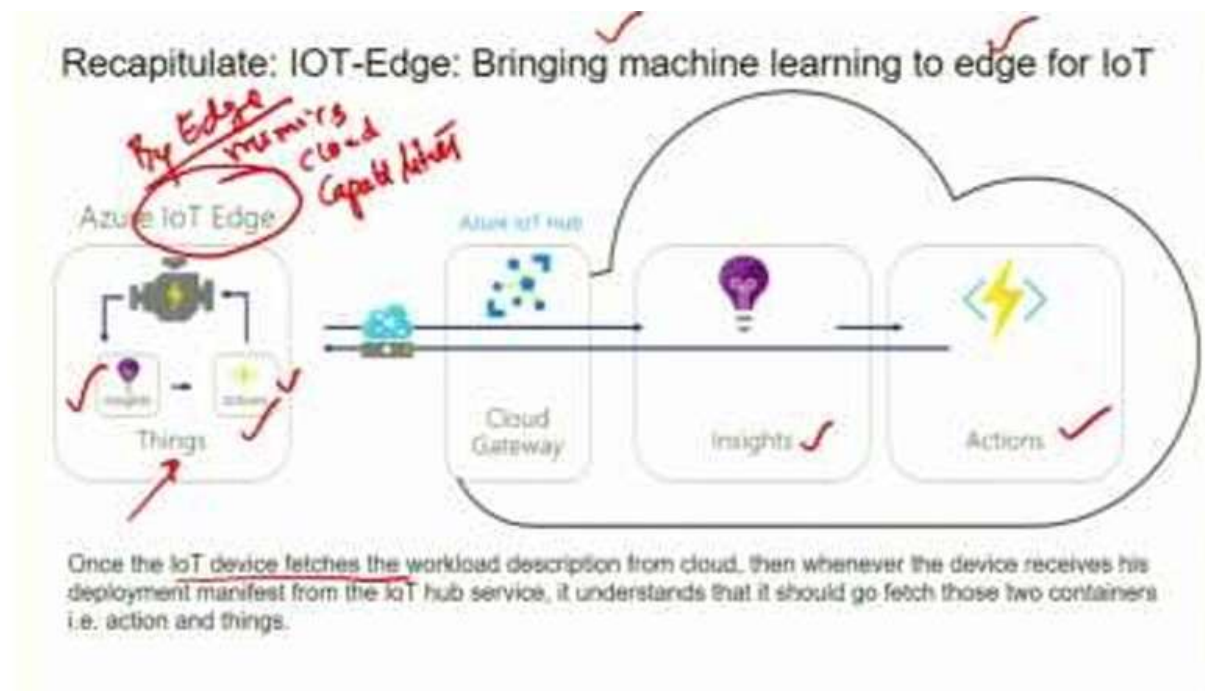 Recapitulate: IOT-Edge: Bringing machine learning to edge for IoT
By Edge
mimics
cloud
Capabilities
Azure IoT Edge
Azure IoT Hub
Insights
Actions
Things
Cloud
Gateway
Insights
Actions
Once the IoT device fetches the workload description from cloud, then whenever the device receives his
deployment manifest from the IoT hub service, it understands that it should go fetch those two containers
i.e. action and things.